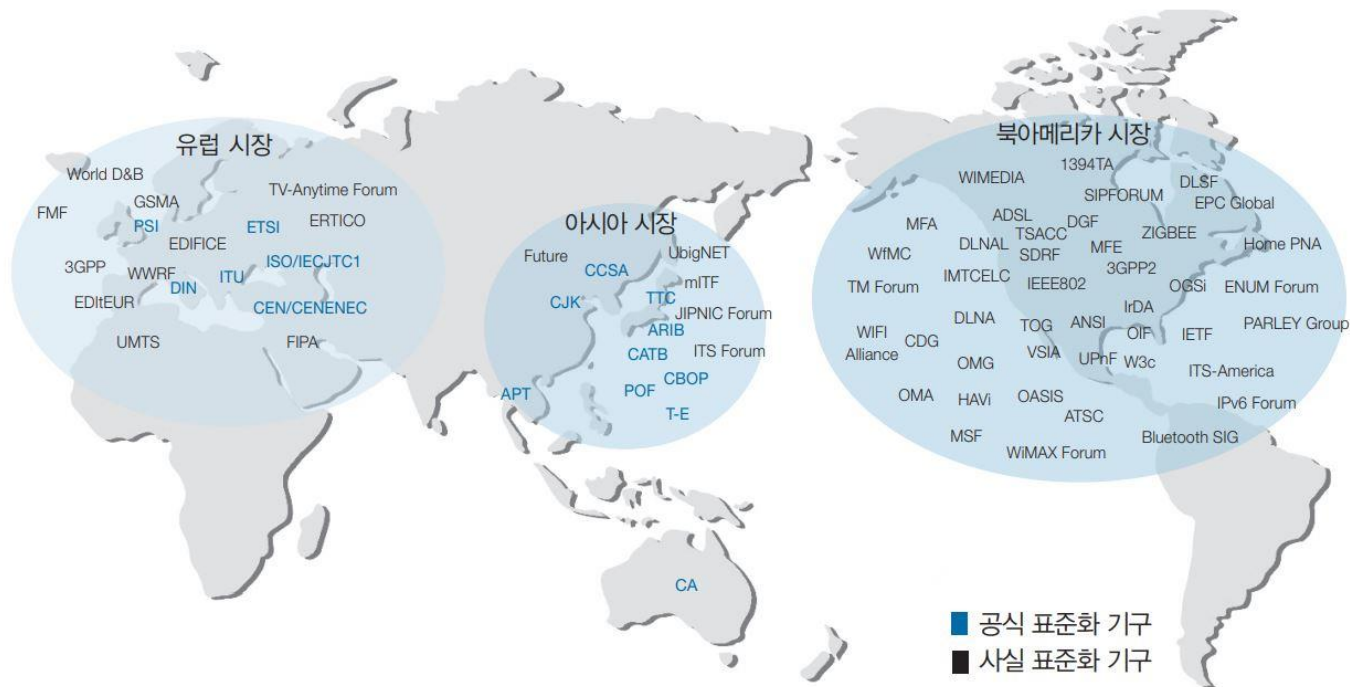 유럽 시장
World D&B
TV-Anytime Forum
GSMA
FMF
PSI
ETSI
ERTICO
EDIFICE
ISO/IECJTC1
3GPP
WWRF
ITU
DIN
EDItEUR
CEN/CENENEC
UMTS
FIPA
아시아 시장
Future
UbigNET
CCSA
mITF
CJK
TTC
JIPNIC Forum
ARIB
CATB
ITS Forum
CBOP
POF
APT
T-E
CA
북아메리카 시장
1394TA
WIMEDIA
DLSF
SIPFORUM
EPC Global
ADSL
MFA
DGF
TSACC
ZIGBEE
DLNAL
MFE
Home PNA
WfMC
SDRF
3GPP2
IMTCELC
IEEE802
OGSi
TM Forum
ENUM Forum
IrDA
DLNA
ANSI
PARLEY Group
TOG
WIFI
Alliance
OIF
IETF
CDG
VSIA
UPnF
W3c
OMG
ITS-America
OMA
HAVi
OASIS
IPv6 Forum
ATSC
MSF
Bluetooth SIG
WiMAX Forum
공식 표준화 기구
사실 표준화 기구